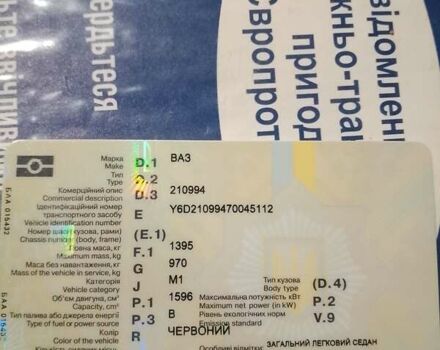 відомлен
жньо-тран
пригод
Європрот
ердьтеся
БЛА 015432
Марка
Make D.1 ВАЗ
Тип
Type D.2
Комерційний опис
Commercial description D.3 210994
Ідентифікаційний номер
транспортного засобу E Y6D21099470045112
Vehicle identification number
Номер шасі (кузова, рами) (E.1)
Chassis number (body, frame)
Повна маса, кг F.1 1395
Maximum mass, kg
Маса без навантаження, кг G 970
Mass of the vehicle in service, kg
Категорія J M1 Тип кузова (D.4)
Vehicle category Body type
Об'єм двигуна, см³ P.1 1596 Максимальна потужність кВт P.2
Capacity, cm³ Maximum net power (in kW)
Тип палива або джерела енергії P.3 B Рівень екологічних норм V.9
Type of fuel or power source Emission standard
Колір R ЧЕРВОНИЙ
Color of the vehicle
ЗАГАЛЬНИЙ ЛЕГКОВИЙ СЕДАН